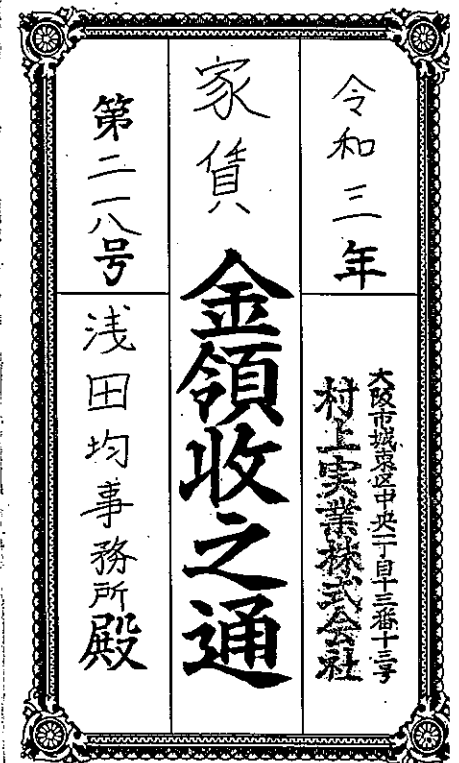 令和三年
大阪市城東区中央一丁目十三番十三号
村上実業株式会社
家賃金領収之通
第二一八号
浅田均事務所殿